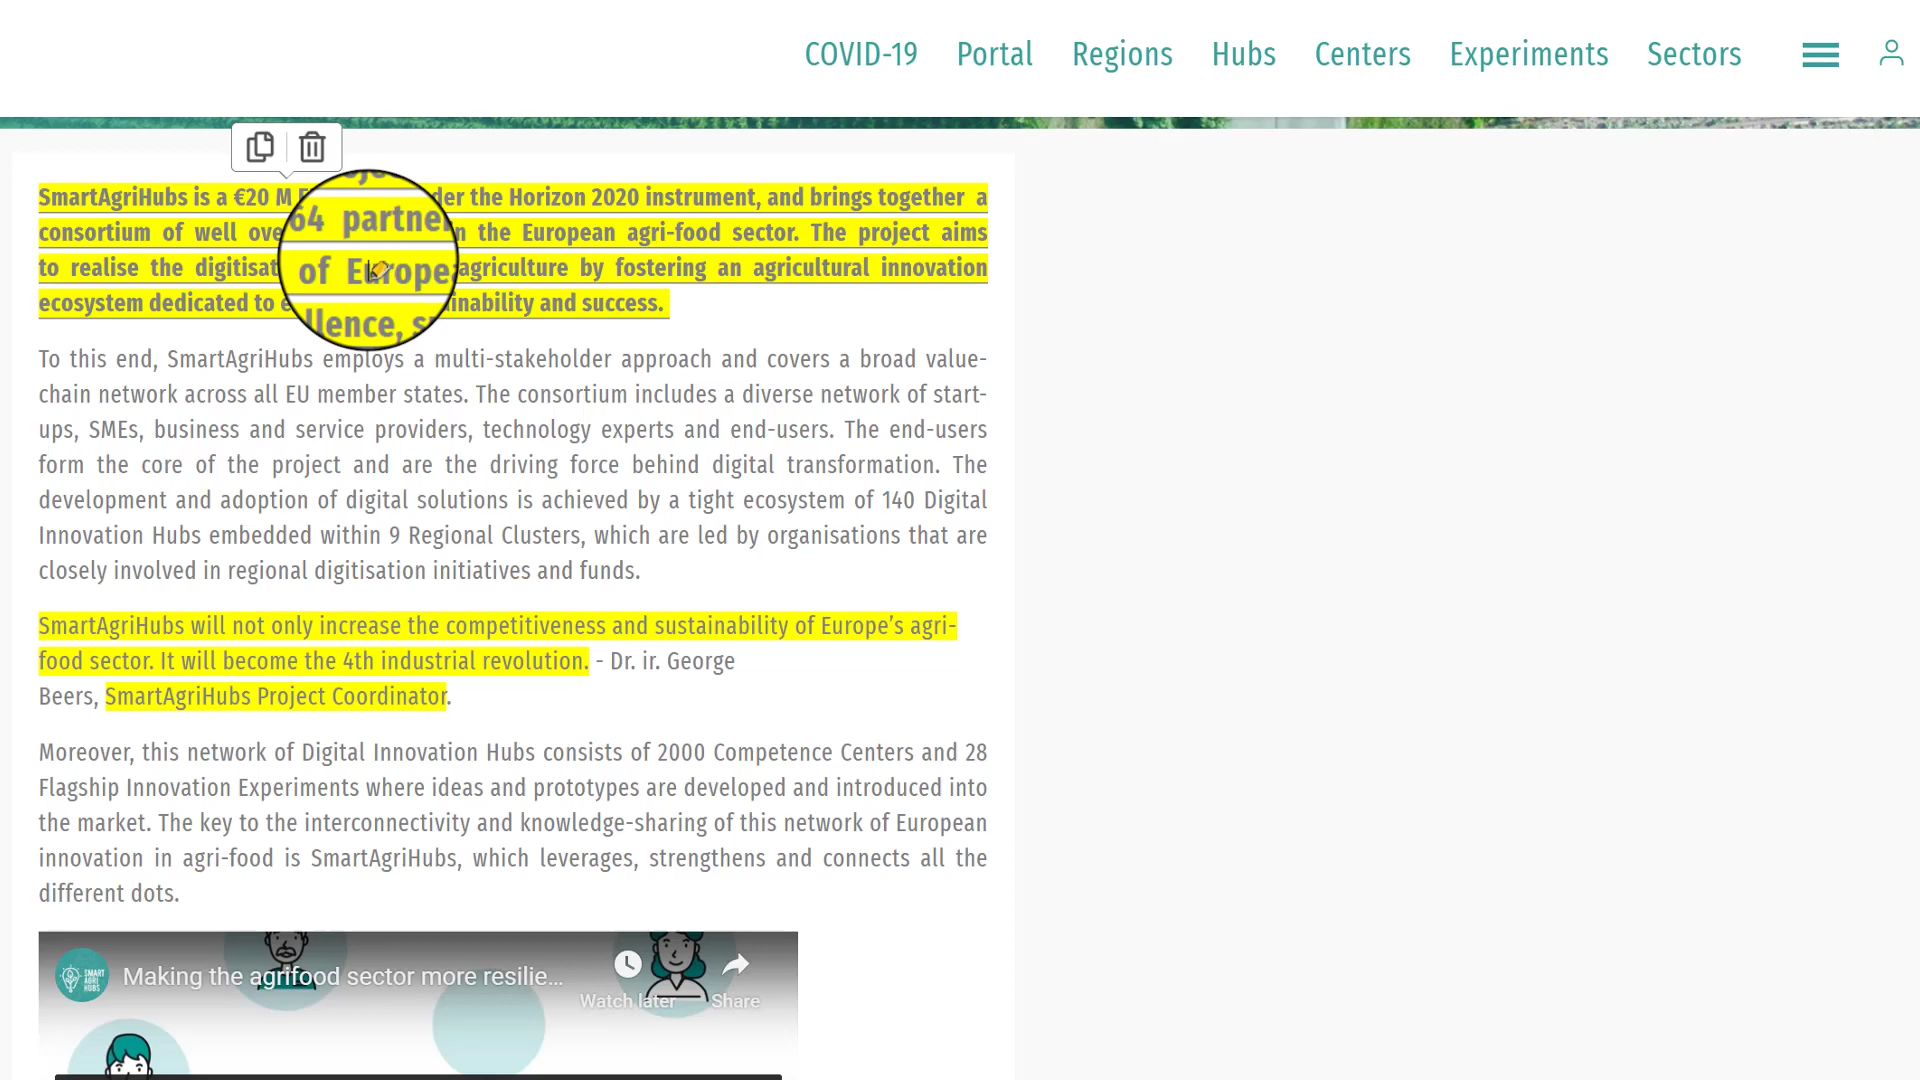 COVID-19 Portal Regions Hubs Centers Experiments Sectors
SmartAgriHubs is a €20 M the Horizon 2020 instrument, and brings together a
consortium of well 64 partne the European agri-food sector. The project aims
to realise the of Europe agriculture by fostering an agricultural innovation
ecosystem dedicated to and success.
To this end, SmartAgriHubs employs a multi-stakeholder approach and covers a broad value-
chain network across all EU member states. The consortium includes a diverse network of start-
ups, SMEs, business and service providers, technology experts and end-users. The end-users
form the core of the project and are the driving force behind digital transformation. The
development and adoption of digital solutions is achieved by a tight ecosystem of 140 Digital
Innovation Hubs embedded within 9 Regional Clusters, which are led by organisations that are
closely involved in regional digitisation initiatives and funds.
SmartAgriHubs will not only increase the competitiveness and sustainability of Europe’s agri-
food sector. It will become the 4th industrial revolution. - Dr. ir. George
Beers, SmartAgriHubs Project Coordinator.
Moreover, this network of Digital Innovation Hubs consists of 2000 Competence Centers and 28
Flagship Innovation Experiments where ideas and prototypes are developed and introduced into
the market. The key to the interconnectivity and knowledge-sharing of this network of European
innovation in agri-food is SmartAgriHubs, which leverages, strengthens and connects all the
different dots.
SMART
AGRI
HUBS
Making the agrifood sector more resilie...
Watch later Share